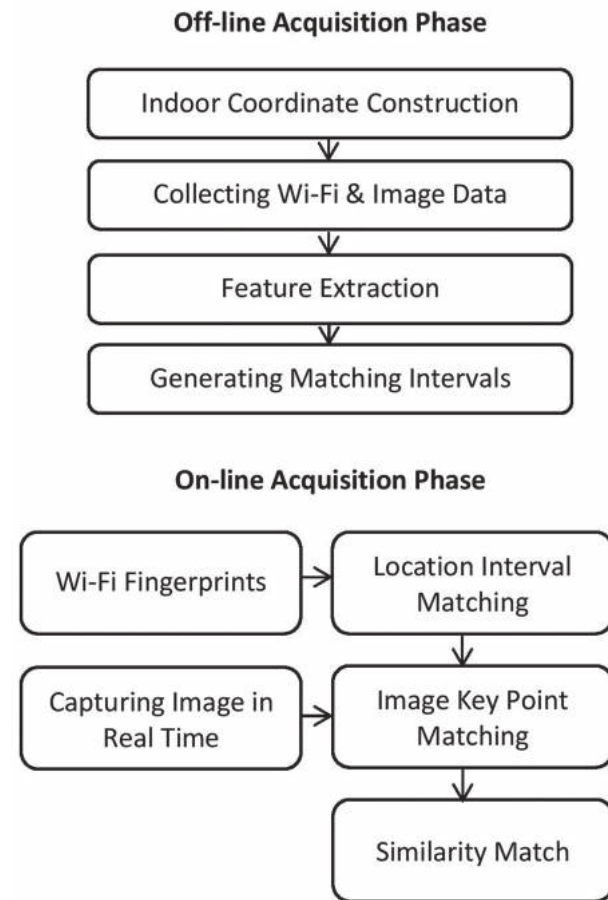 Off-line Acquisition Phase
Indoor Coordinate Construction
Collecting Wi-Fi & Image Data
Feature Extraction
Generating Matching Intervals
On-line Acquisition Phase
Wi-Fi Fingerprints
Location Interval
Matching
Capturing Image in
Real Time
Image Key Point
Matching
Similarity Match